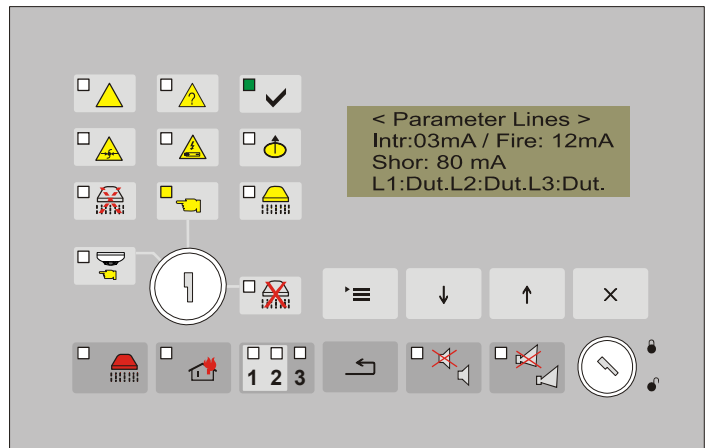 ?
< Parameter Lines >
Intr:03mA / Fire: 12mA
Shor: 80 mA
L1:Dut.L2:Dut.L3:Dut.
1 2 3